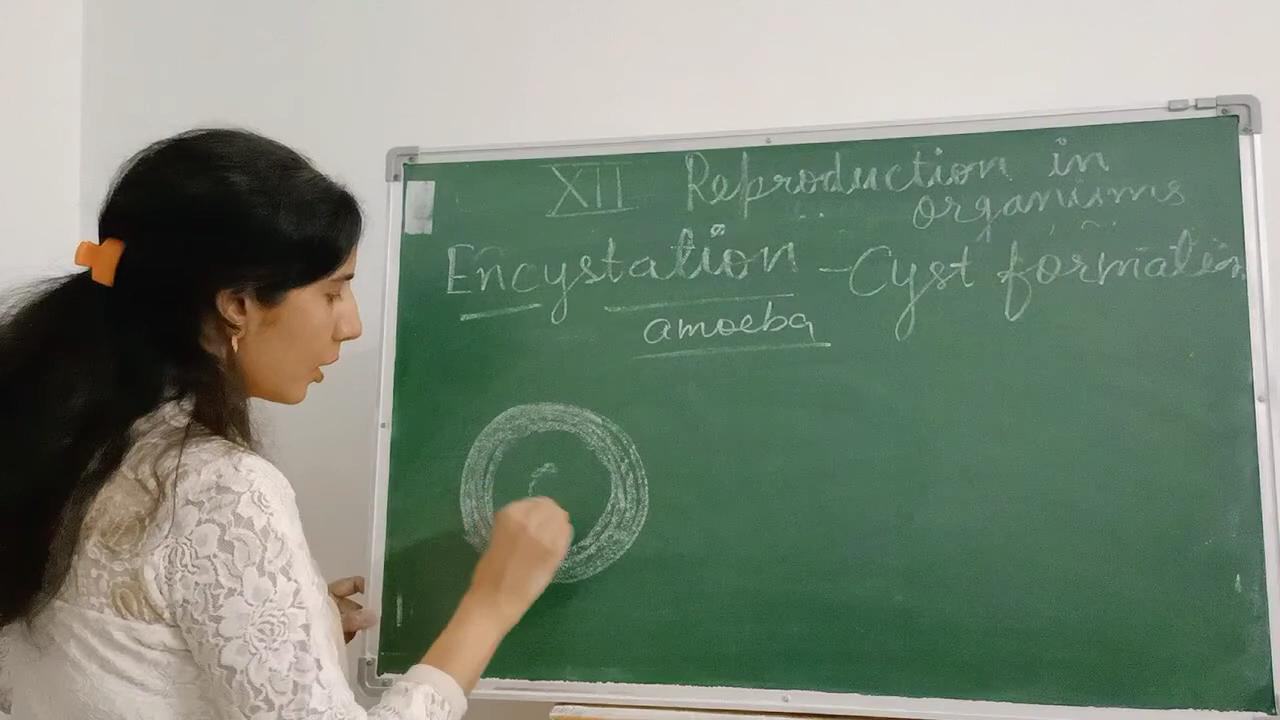 XII Reproduction in
organisms
Encystation - Cyst formation
amoeba